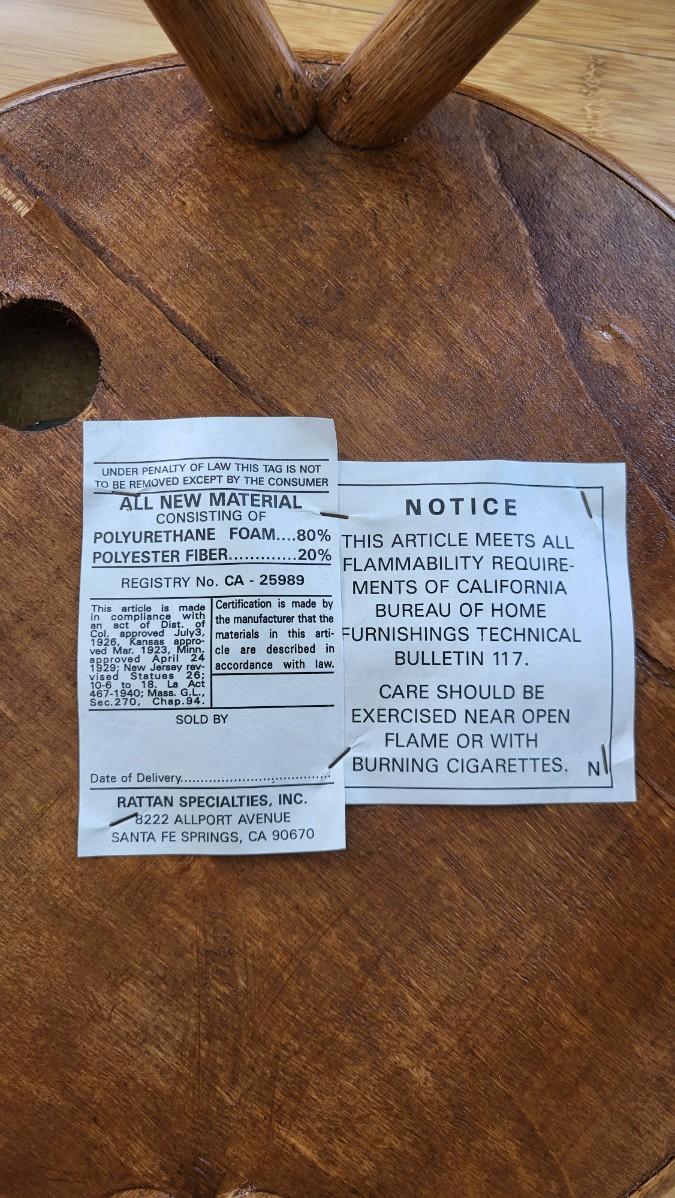 UNDER PENALTY OF LAW THIS TAG IS NOT
TO BE REMOVED EXCEPT BY THE CONSUMER
ALL NEW MATERIAL
CONSISTING OF
POLYURETHANE FOAM....80%
POLYESTER FIBER.............20%
REGISTRY No. CA - 25989
This article is made
in compliance with
an act of Dist. of
Col. approved July3,
1926, Kansas appro-
ved Mar. 1923, Minn.
approved April 24
1929; New Jersey rev-
vised Statues 26;
10-6 to 18. La Act
467-1940; Mass. G.L.,
Sec.270, Chap.94.
Certification is made by
the manufacturer that the
materials in this arti-
cle are described in
accordance with law.
SOLD BY
Date of Delivery.......................................
RATTAN SPECIALTIES, INC.
8222 ALLPORT AVENUE
SANTA FE SPRINGS, CA 90670
NOTICE
THIS ARTICLE MEETS ALL
FLAMMABILITY REQUIRE-
MENTS OF CALIFORNIA
BUREAU OF HOME
FURNISHINGS TECHNICAL
BULLETIN 117.
CARE SHOULD BE
EXERCISED NEAR OPEN
FLAME OR WITH
BURNING CIGARETTES.
N